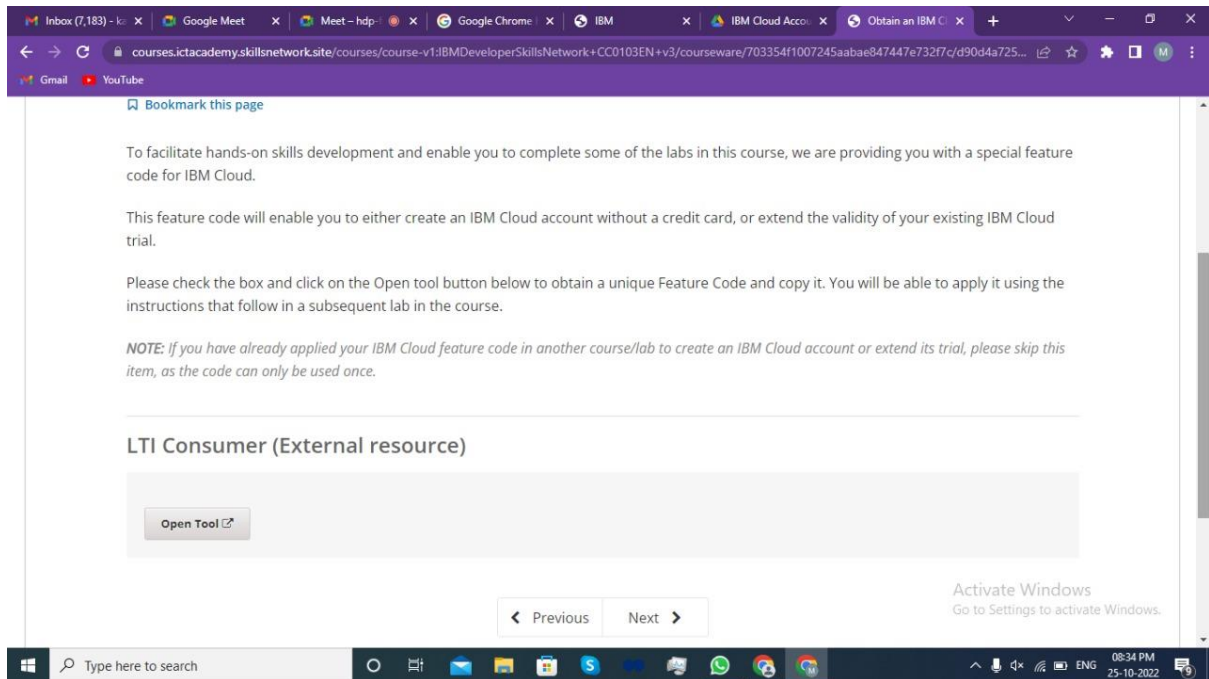 Inbox (7,183) - ka
Google Meet
Meet – hdp-
Google Chrome
IBM
IBM Cloud Accou
Obtain an IBM Cl
courses.ictacademy.skillsnetwork.site/courses/course-v1:IBMDeveloperSkillsNetwork+CC0103EN+v3/courseware/703354f1007245aabae847447e732f7c/d90d4a725...
M
Gmail
YouTube
Bookmark this page
To facilitate hands-on skills development and enable you to complete some of the labs in this course, we are providing you with a special feature
code for IBM Cloud.
This feature code will enable you to either create an IBM Cloud account without a credit card, or extend the validity of your existing IBM Cloud
trial.
Please check the box and click on the Open tool button below to obtain a unique Feature Code and copy it. You will be able to apply it using the
instructions that follow in a subsequent lab in the course.
NOTE: If you have already applied your IBM Cloud feature code in another course/lab to create an IBM Cloud account or extend its trial, please skip this
item, as the code can only be used once.
LTI Consumer (External resource)
Open Tool
Previous
Next
Activate Windows
Go to Settings to activate Windows.
Type here to search
ENG
08:34 PM
25-10-2022
9